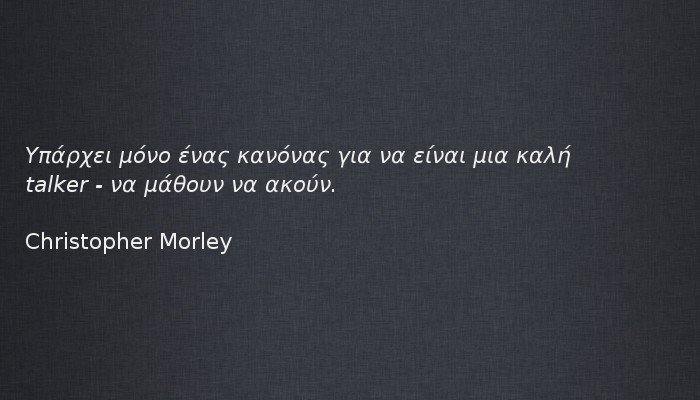 Υπάρχει μόνο ένας κανόνας για να είναι μια καλή
talker - να μάθουν να ακούν.
Christopher Morley